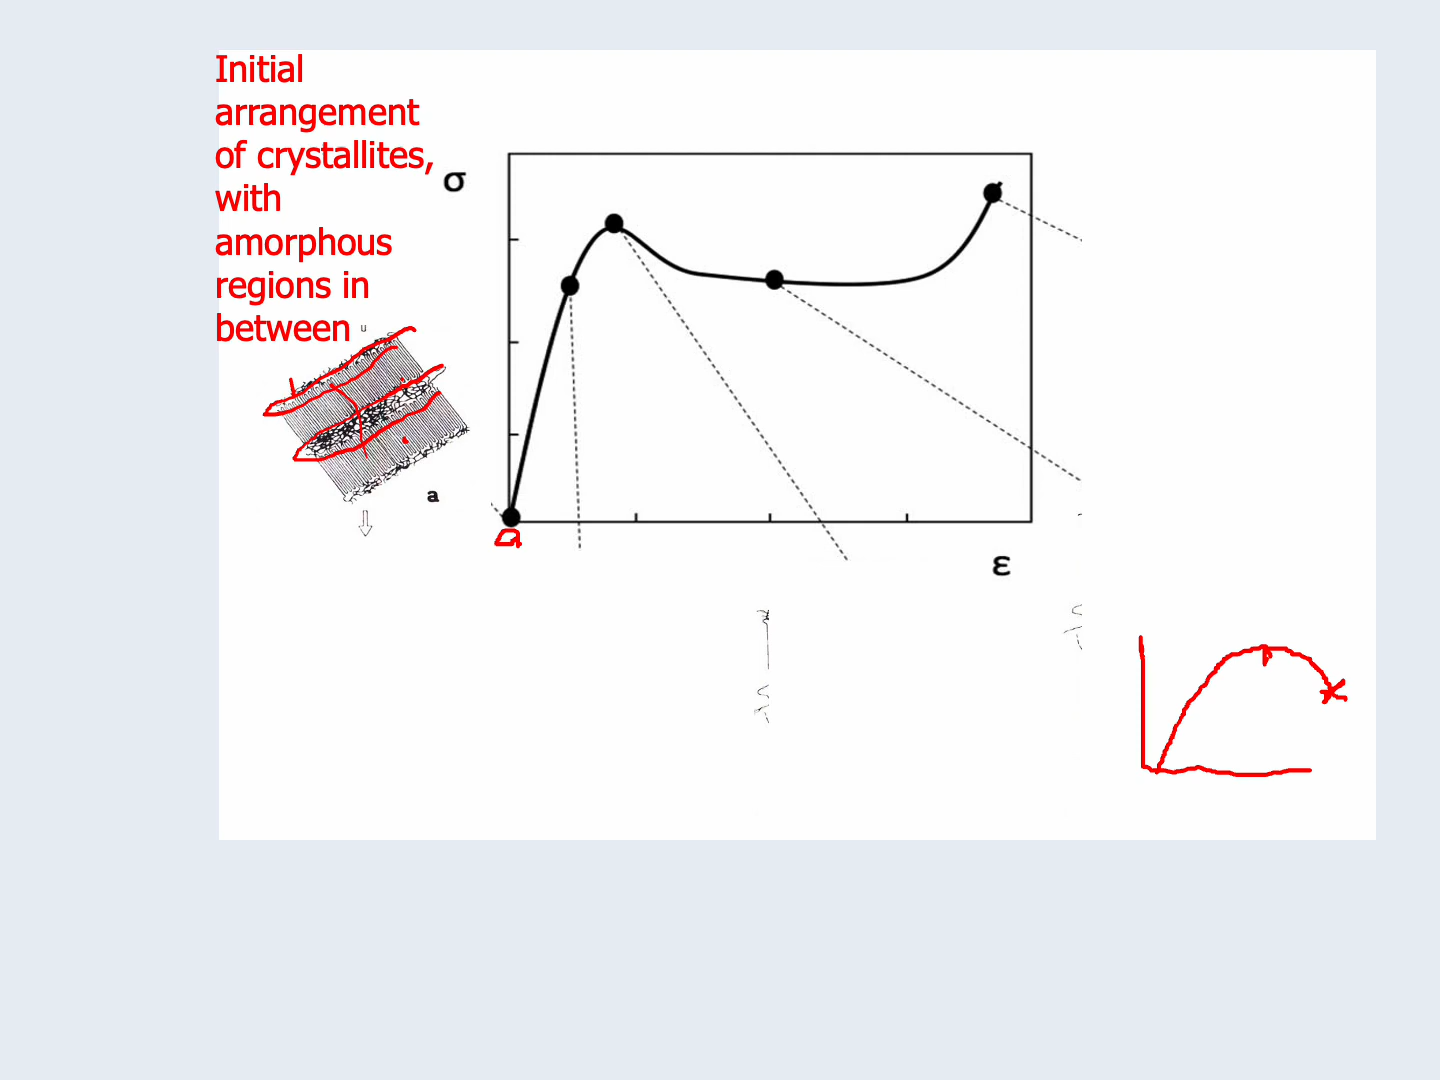 Initial
arrangement
of crystallites,
with
amorphous
regions in
between
σ
a
a
ε